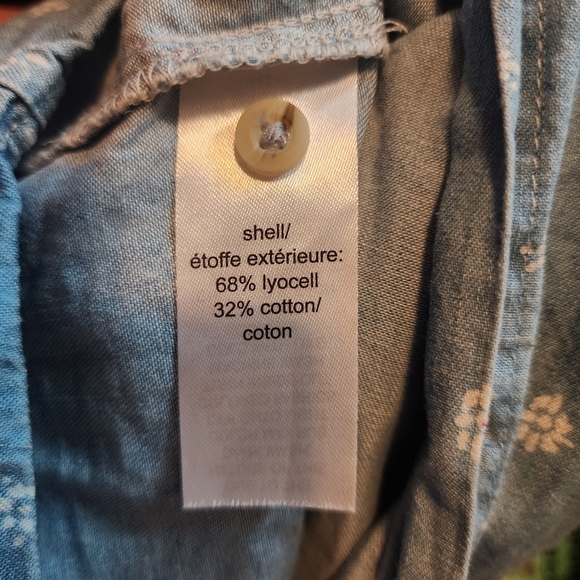 shell/
étoffe extérieure:
68% lyocell
32% cotton/
coton